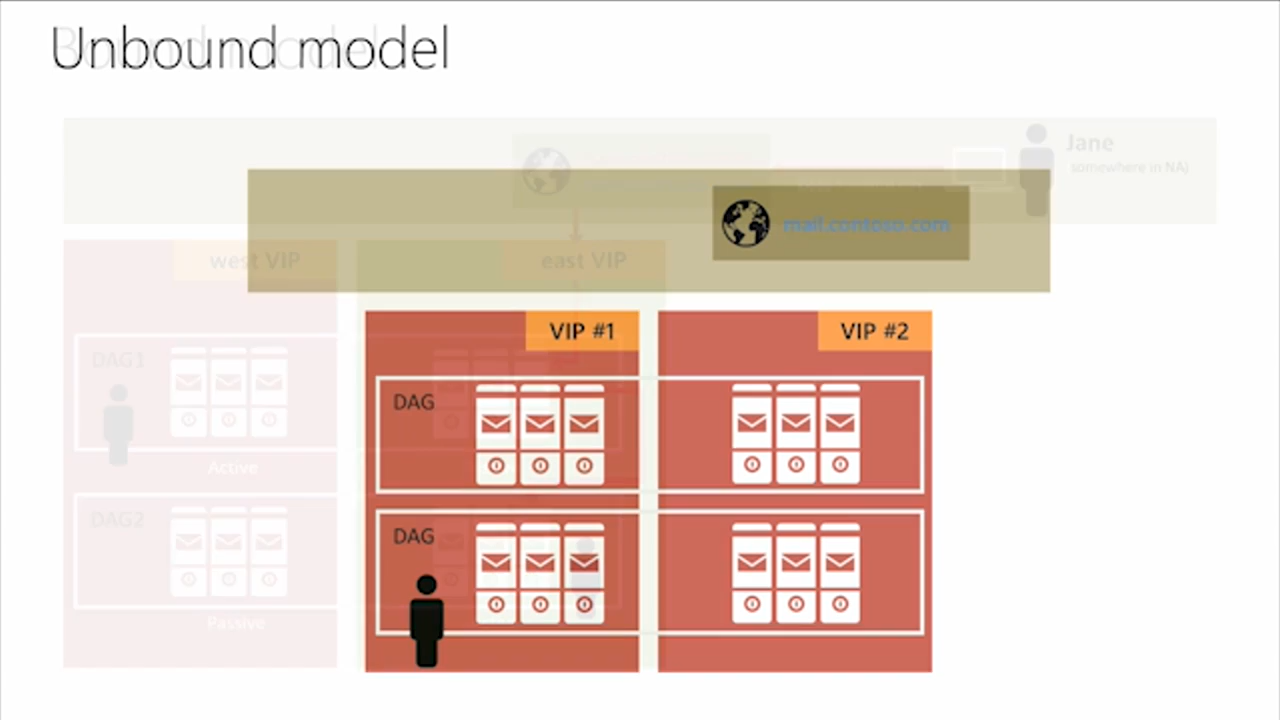 Unbound model
Jane
somewhere in NA)
mail.contoso.com
west VIP
east VIP
VIP #1
VIP #2
DAG1
DAG
Active
DAG2
DAG
Passive